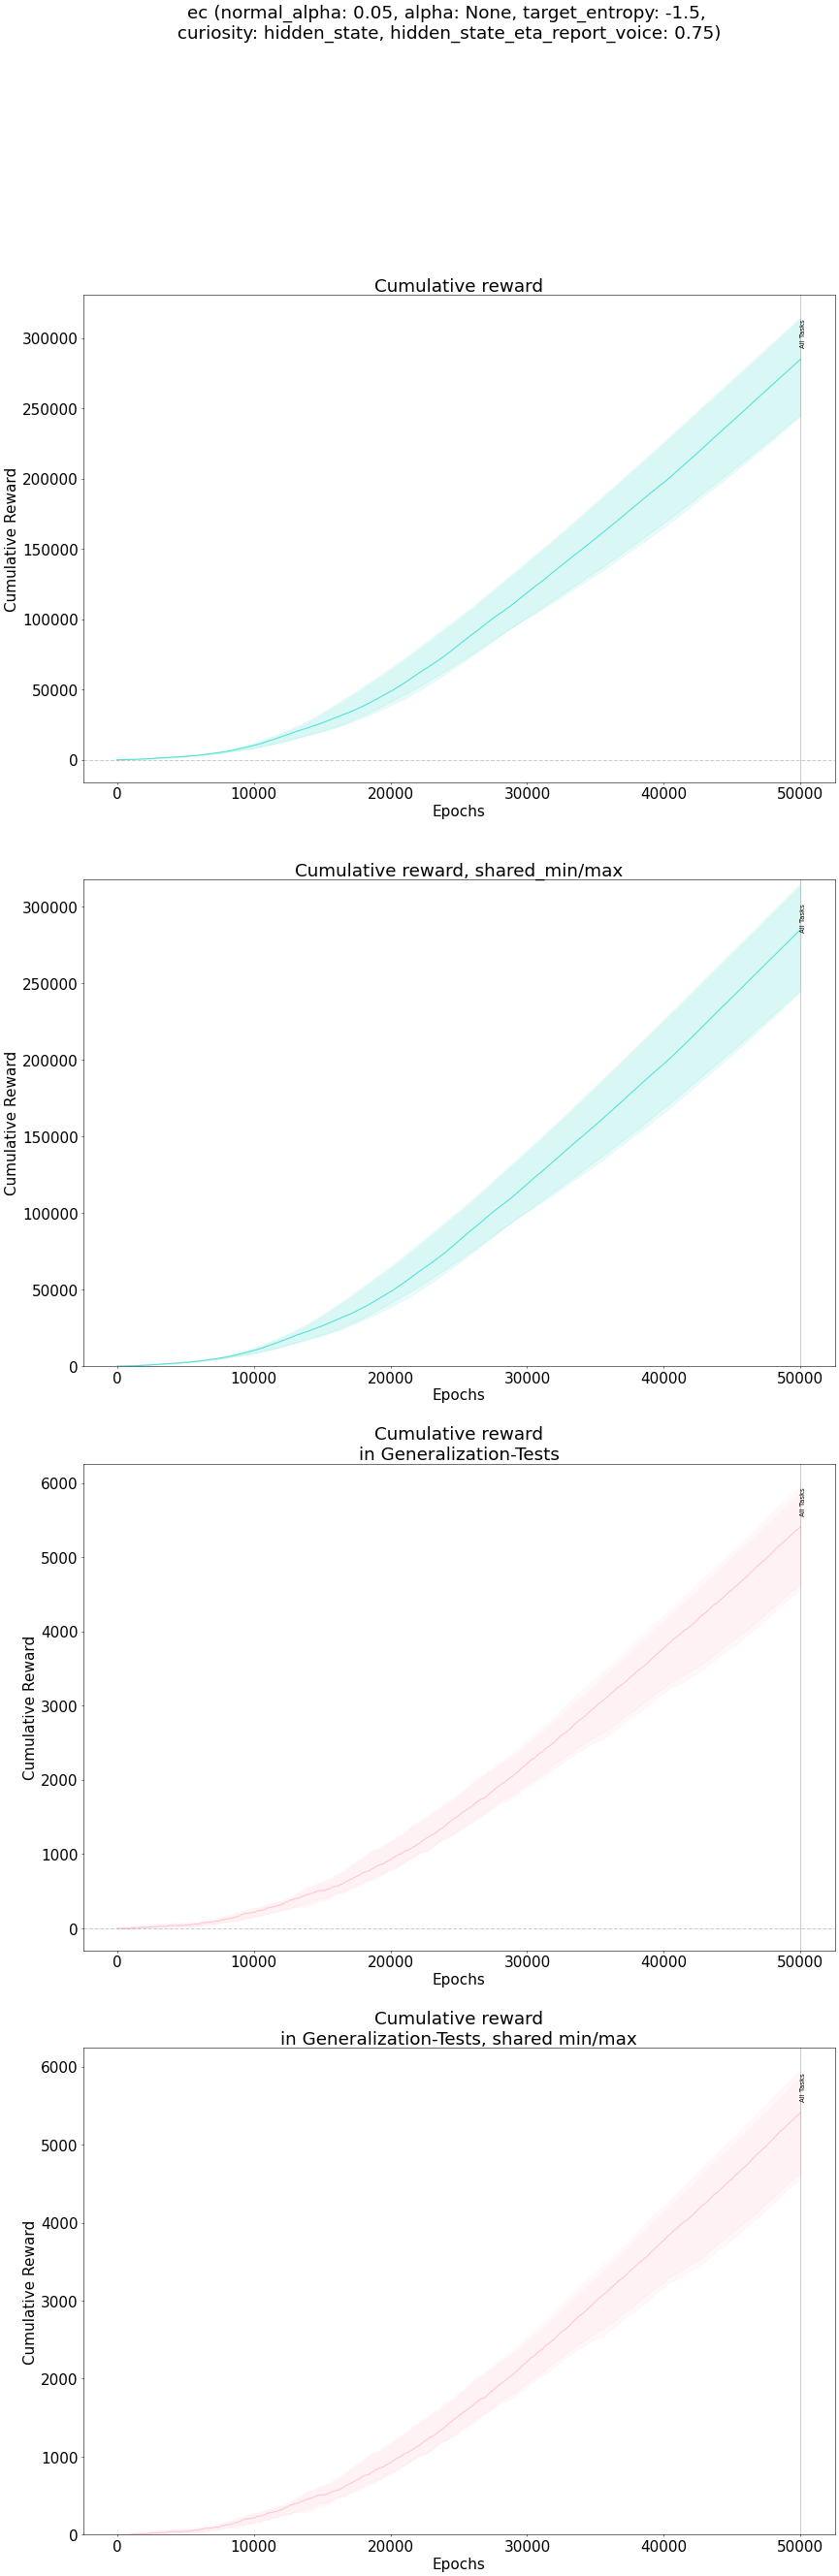 ec (normal_alpha: 0.05, alpha: None, target_entropy: -1.5,
curiosity: hidden_state, hidden_state_eta_report_voice: 0.75)
Cumulative reward
300000
250000
200000
150000
100000
50000
0
Cumulative Reward
All Tasks
0 10000 20000 30000 40000 50000
Epochs
Cumulative reward, shared_min/max
300000
250000
200000
150000
100000
50000
0
Cumulative Reward
All Tasks
0 10000 20000 30000 40000 50000
Epochs
Cumulative reward
in Generalization-Tests
6000
5000
4000
3000
2000
1000
0
Cumulative Reward
All Tasks
0 10000 20000 30000 40000 50000
Epochs
Cumulative reward
in Generalization-Tests, shared min/max
6000
5000
4000
3000
2000
1000
0
Cumulative Reward
All Tasks
0 10000 20000 30000 40000 50000
Epochs